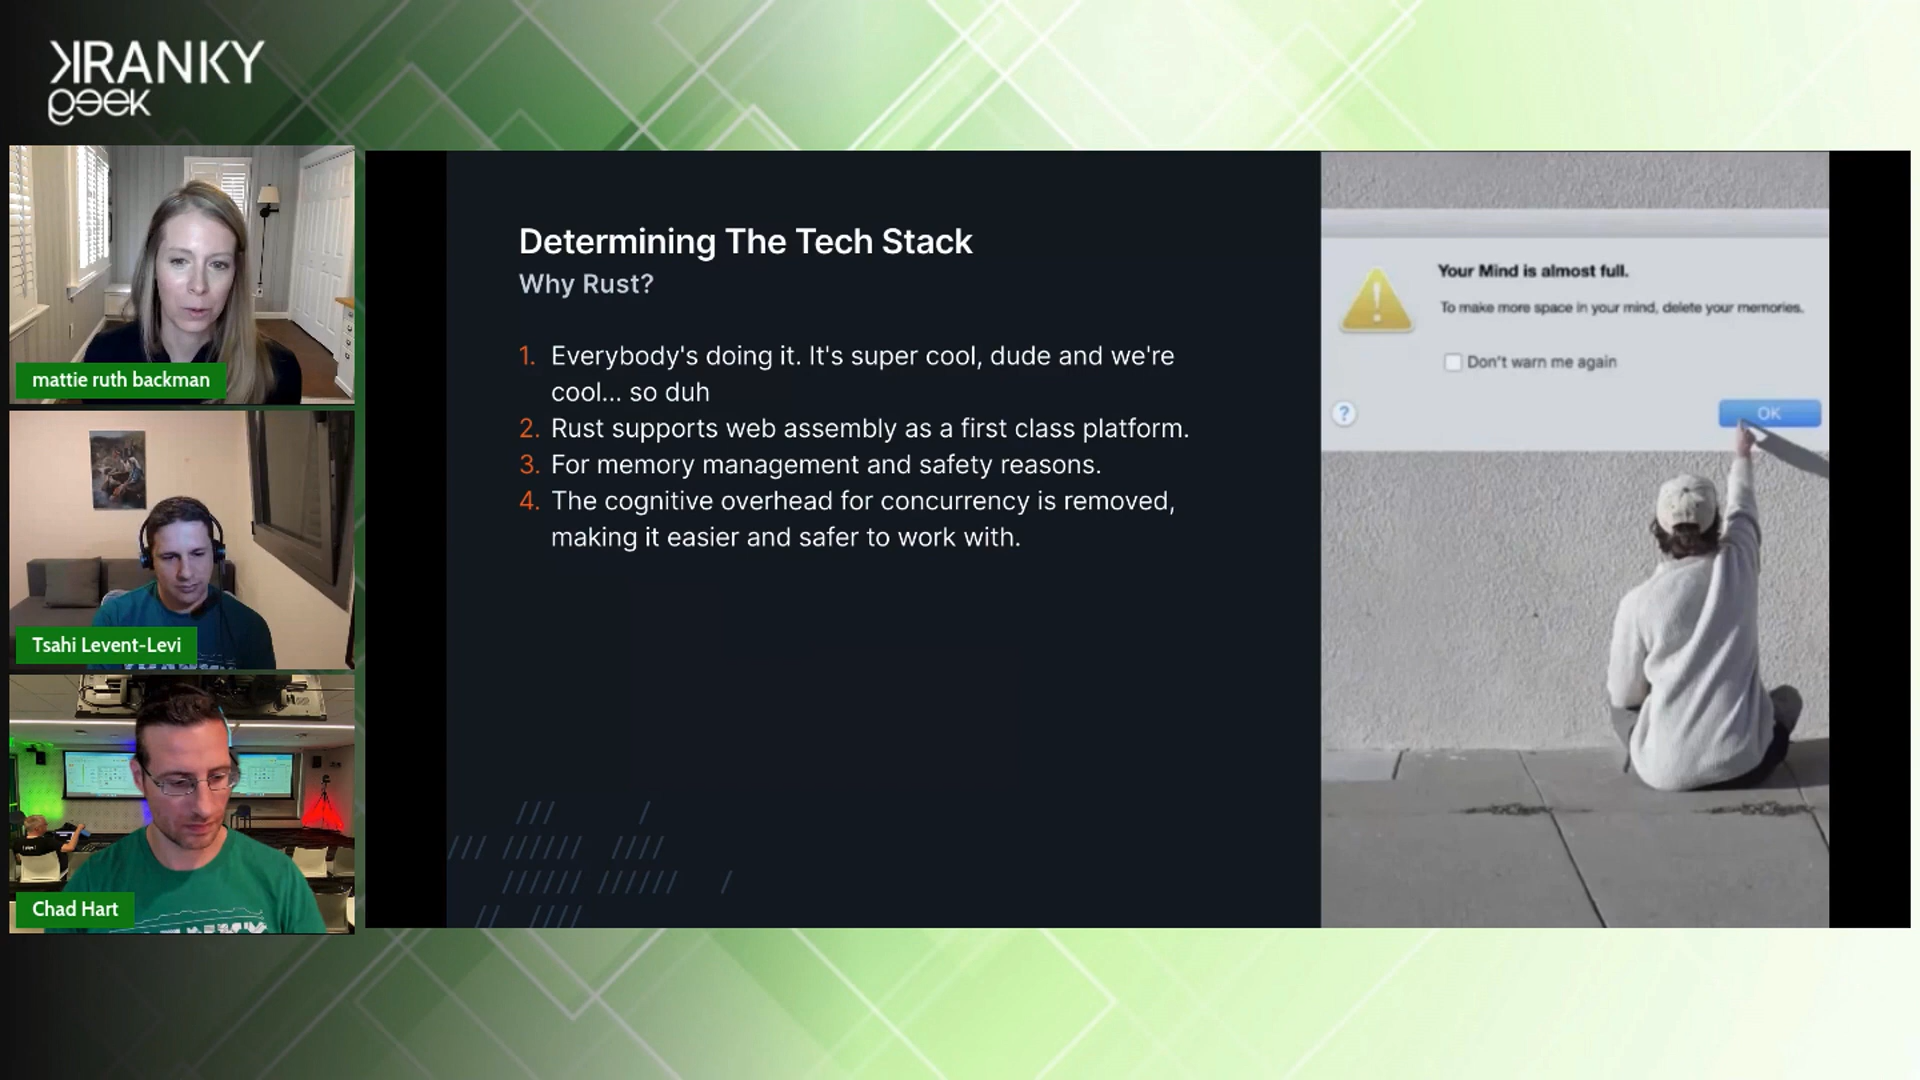 KRANKY
geek
mattie ruth backman
Tsahi Levent-Levi
Chad Hart
Determining The Tech Stack
Why Rust?
1. Everybody's doing it. It's super cool, dude and we're
cool... so duh
2. Rust supports web assembly as a first class platform.
3. For memory management and safety reasons.
4. The cognitive overhead for concurrency is removed,
making it easier and safer to work with.
Your Mind is almost full.
To make more space in your mind, delete your memories.
Don't warn me again
?
OK